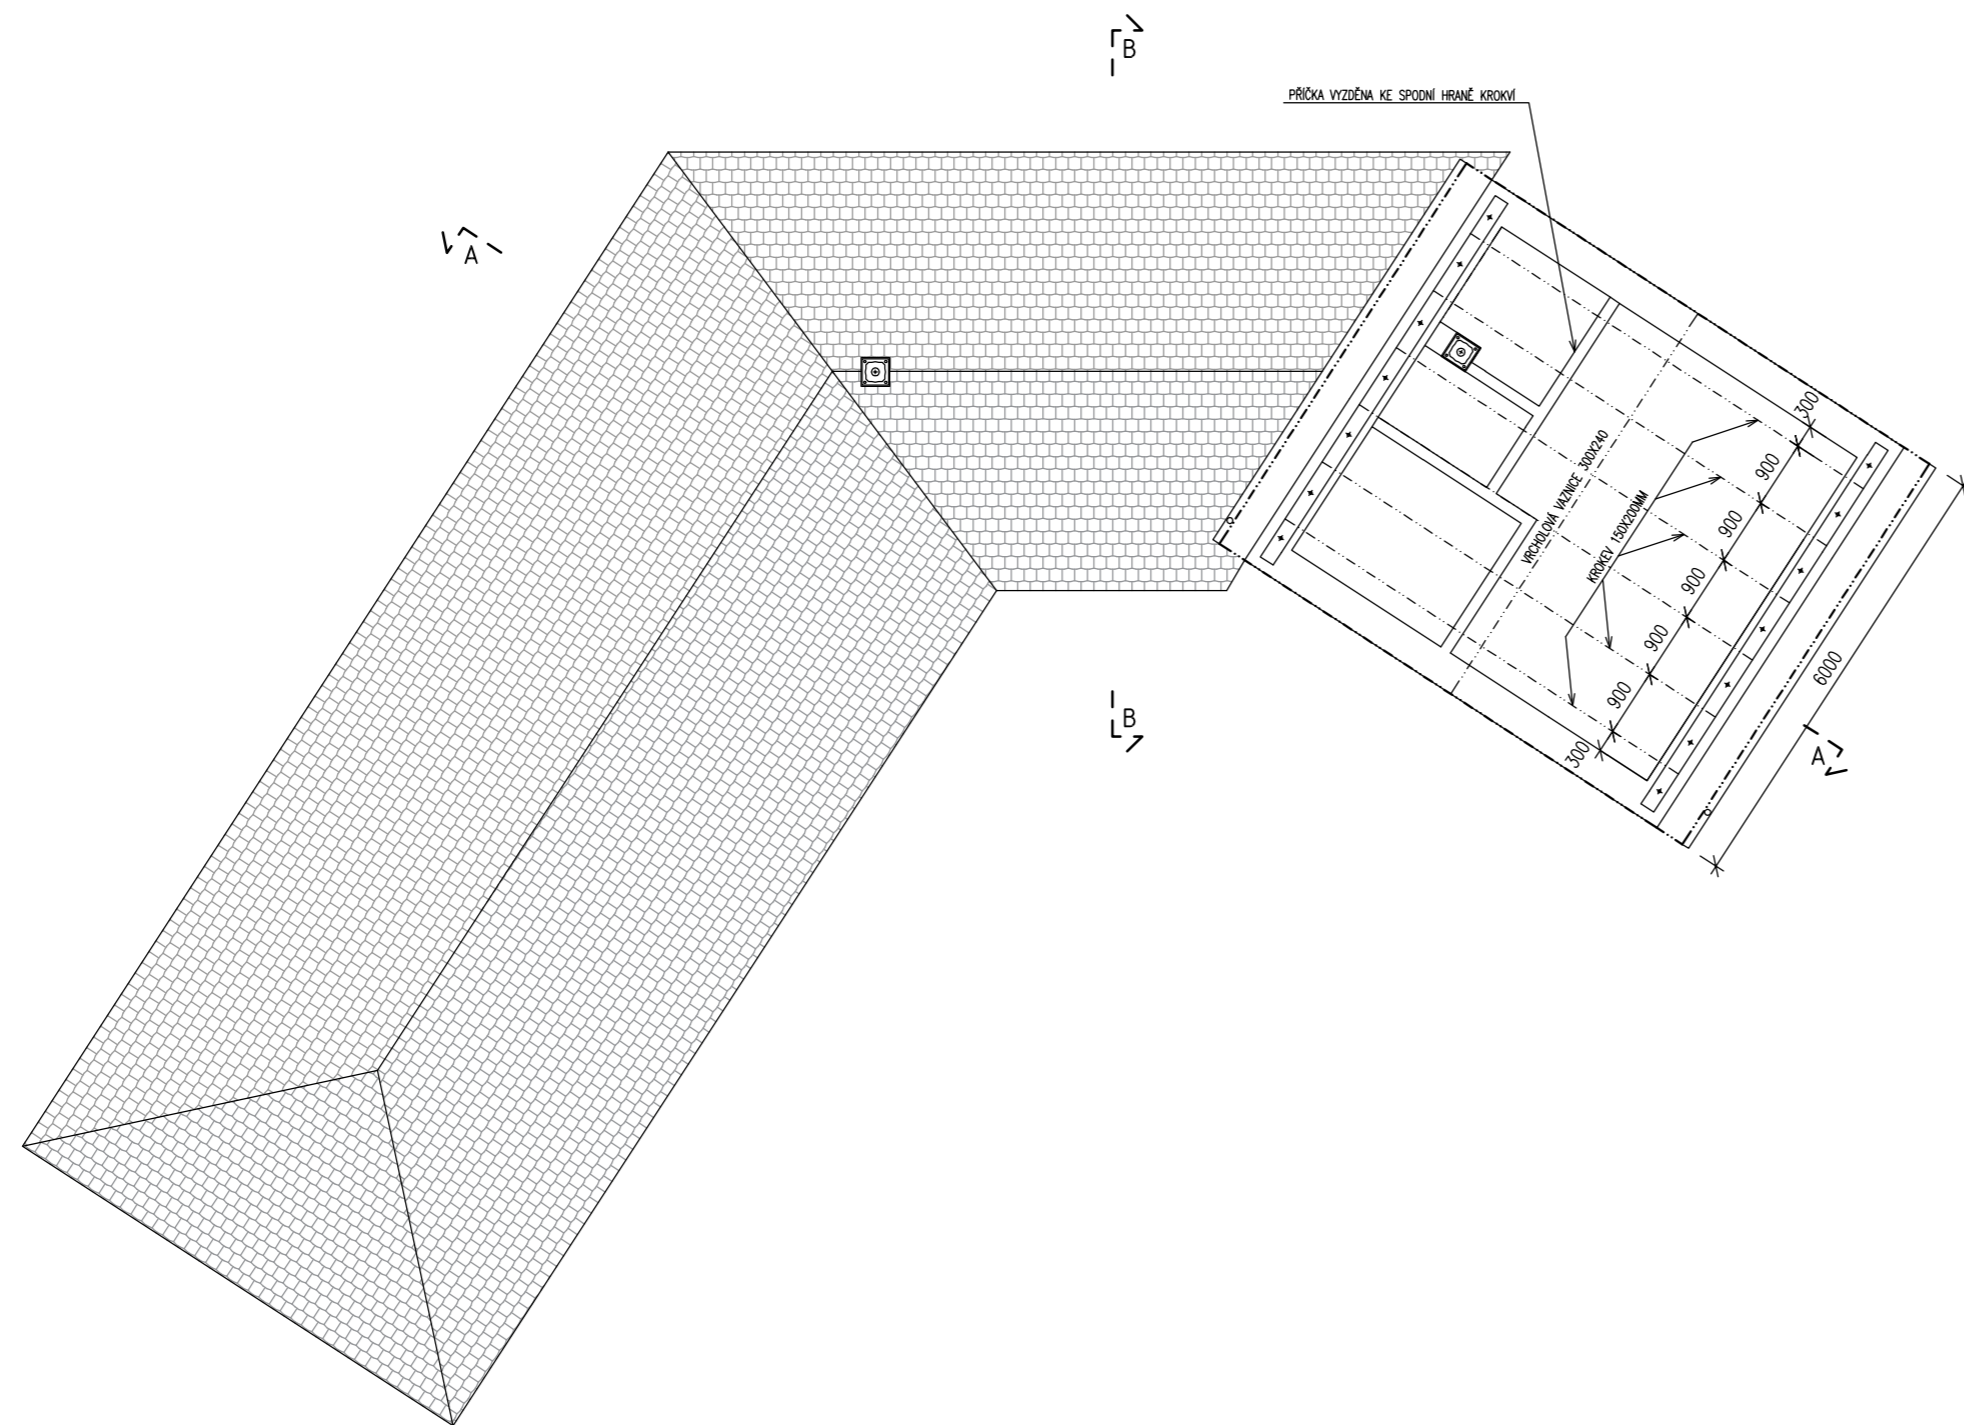 B
PŘÍČKA VYZDĚNA KE SPODNÍ HRANĚ KROKVÍ
A
300
900
900
900
900
900
300
VRCHOLOVÁ VAZNICE 300X240
KROKEV 150X200MM
6000
B
A